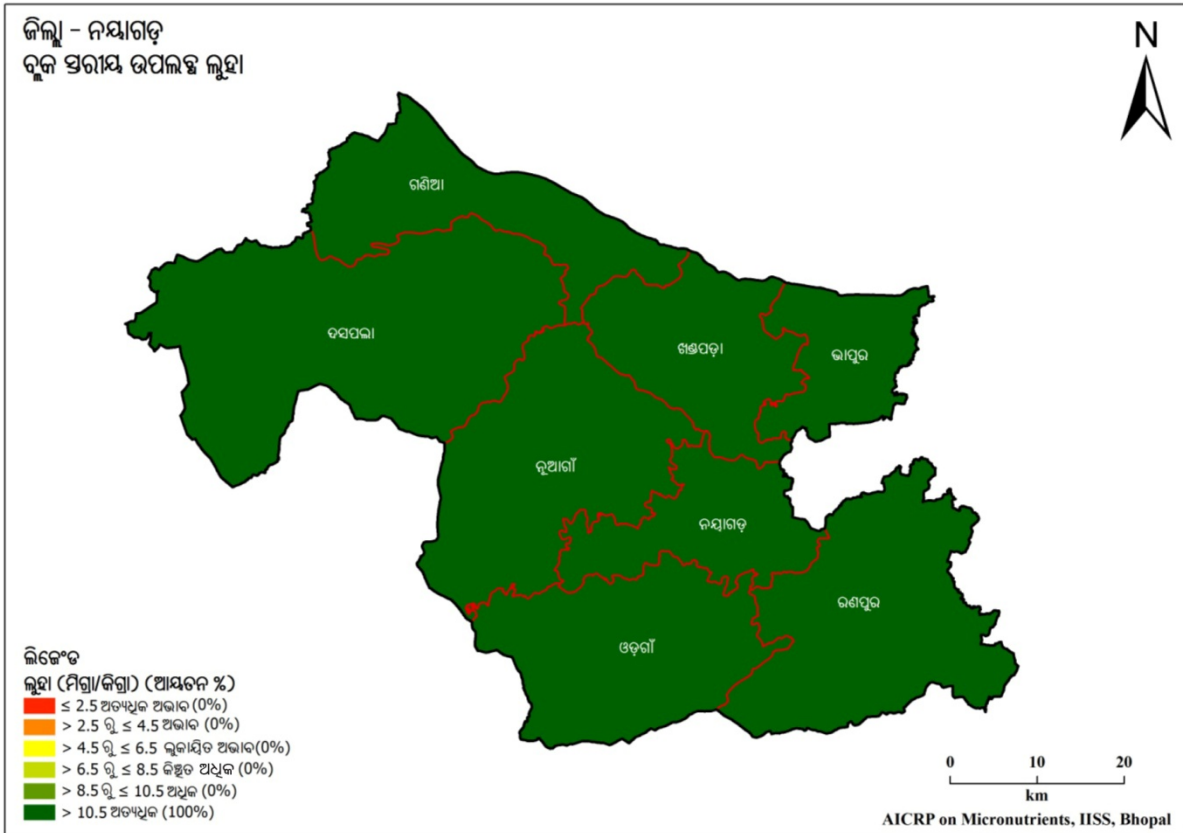 ଜିଲ୍ଲା - ନୟାଗଡ଼
ବ୍ଲକ ସ୍ତରୀୟ ଉପଲବ୍ଧ ଲୁହା
N
ଗଣିଆ
ଦସପଲା
ଖଣ୍ଡପଡ଼ା
ଭାପୁର
ନୂଆଗାଁ
ନୟାଗଡ଼
ରଣପୁର
ଓଡ଼ଗାଁ
ଲିଜେଂଡ
ଲୁହା (ମିଗ୍ରା/କିଗ୍ରା) (ଆୟତନ %)
≤ 2.5 ଅତ୍ୟଧିକ ଅଭାବ (0%)
> 2.5 ରୁ ≤ 4.5 ଅଭାବ (0%)
> 4.5 ରୁ ≤ 6.5 ଲୁକାୟିତ ଅଭାବ(0%)
> 6.5 ରୁ ≤ 8.5 କିଞ୍ଚିତ ଅଧିକ (0%)
> 8.5 ରୁ ≤ 10.5 ଅଧିକ (0%)
> 10.5 ଅତ୍ୟଧିକ (100%)
0 10 20
km
AICRP on Micronutrients, IISS, Bhopal